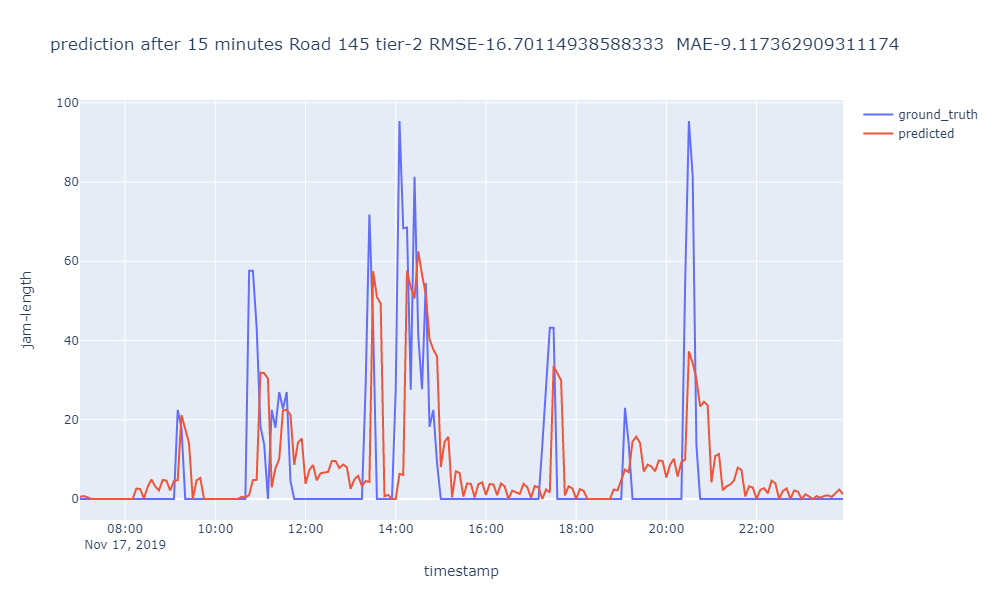 prediction after 15 minutes Road 145 tier-2 RMSE-16.70114938588333  MAE-9.117362909311174
ground_truth
predicted
100
80
60
40
20
0
jam-length
08:00
10:00
12:00
14:00
16:00
18:00
20:00
22:00
Nov 17, 2019
timestamp